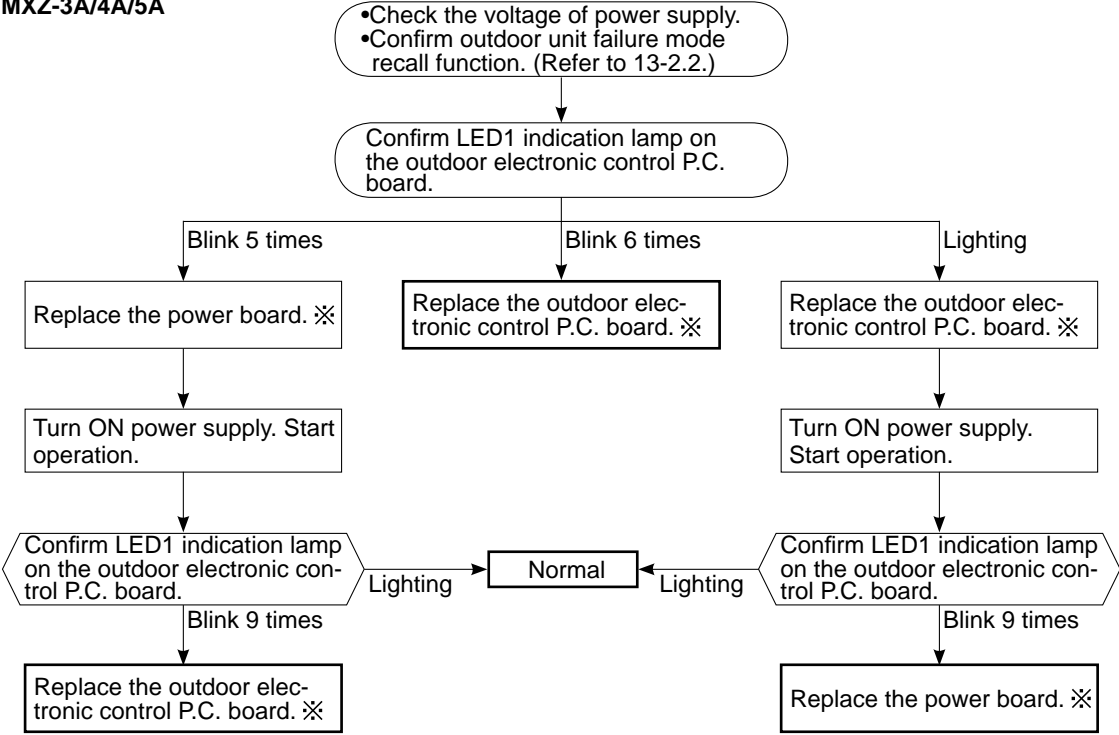 MXZ-3A/4A/5A
•Check the voltage of power supply.
•Confirm outdoor unit failure mode
recall function. (Refer to 13-2.2.)
Confirm LED1 indication lamp on
the outdoor electronic control P.C.
board.
Blink 5 times
Blink 6 times
Lighting
Replace the power board. ※
Replace the outdoor elec-
tronic control P.C. board. ※
Replace the outdoor elec-
tronic control P.C. board. ※
Turn ON power supply. Start
operation.
Turn ON power supply.
Start operation.
Confirm LED1 indication lamp
on the outdoor electronic con-
trol P.C. board.
Lighting
Normal
Lighting
Confirm LED1 indication lamp
on the outdoor electronic con-
trol P.C. board.
Blink 9 times
Blink 9 times
Replace the outdoor elec-
tronic control P.C. board. ※
Replace the power board. ※